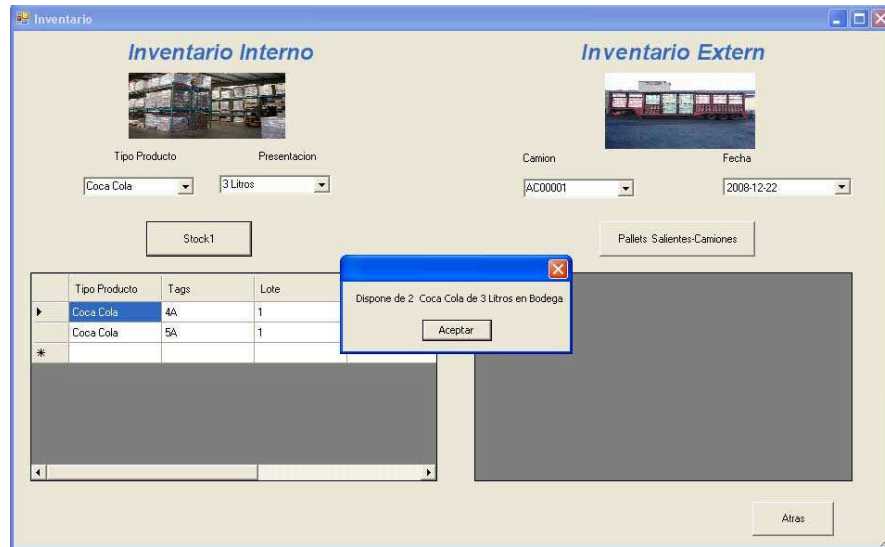 Inventario
Inventario Interno
Inventario Extern
Tipo Producto
Presentacion
Camion
Fecha
Coca Cola
3 Litros
AC00001
2008-12-22
Stock1
Pallets Salientes-Camiones
Tipo Producto Tags Lote
Coca Cola 4A 1
Coca Cola 5A 1
Dispone de 2 Coca Cola de 3 Litros en Bodega
Aceptar
Atras